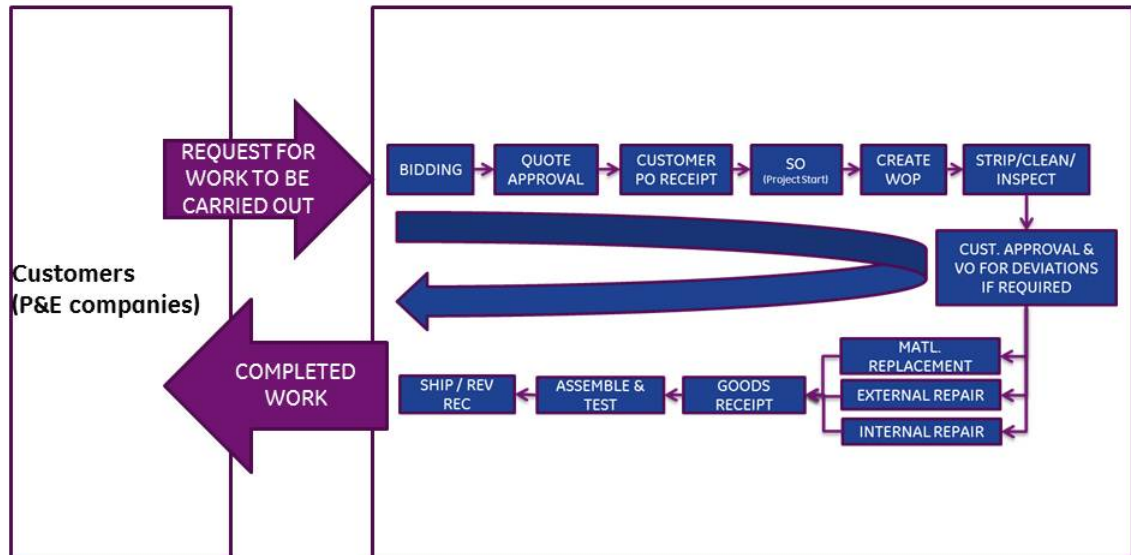 REQUEST FOR
WORK TO BE
CARRIED OUT
BIDDING
QUOTE
APPROVAL
CUSTOMER
PO RECEIPT
SO
(Project Start)
CREATE
WOP
STRIP/CLEAN/
INSPECT
CUST. APPROVAL &
VO FOR DEVIATIONS
IF REQUIRED
Customers
(P&E companies)
MATL.
REPLACEMENT
EXTERNAL REPAIR
INTERNAL REPAIR
GOODS
RECEIPT
ASSEMBLE &
TEST
SHIP / REV
REC
COMPLETED
WORK